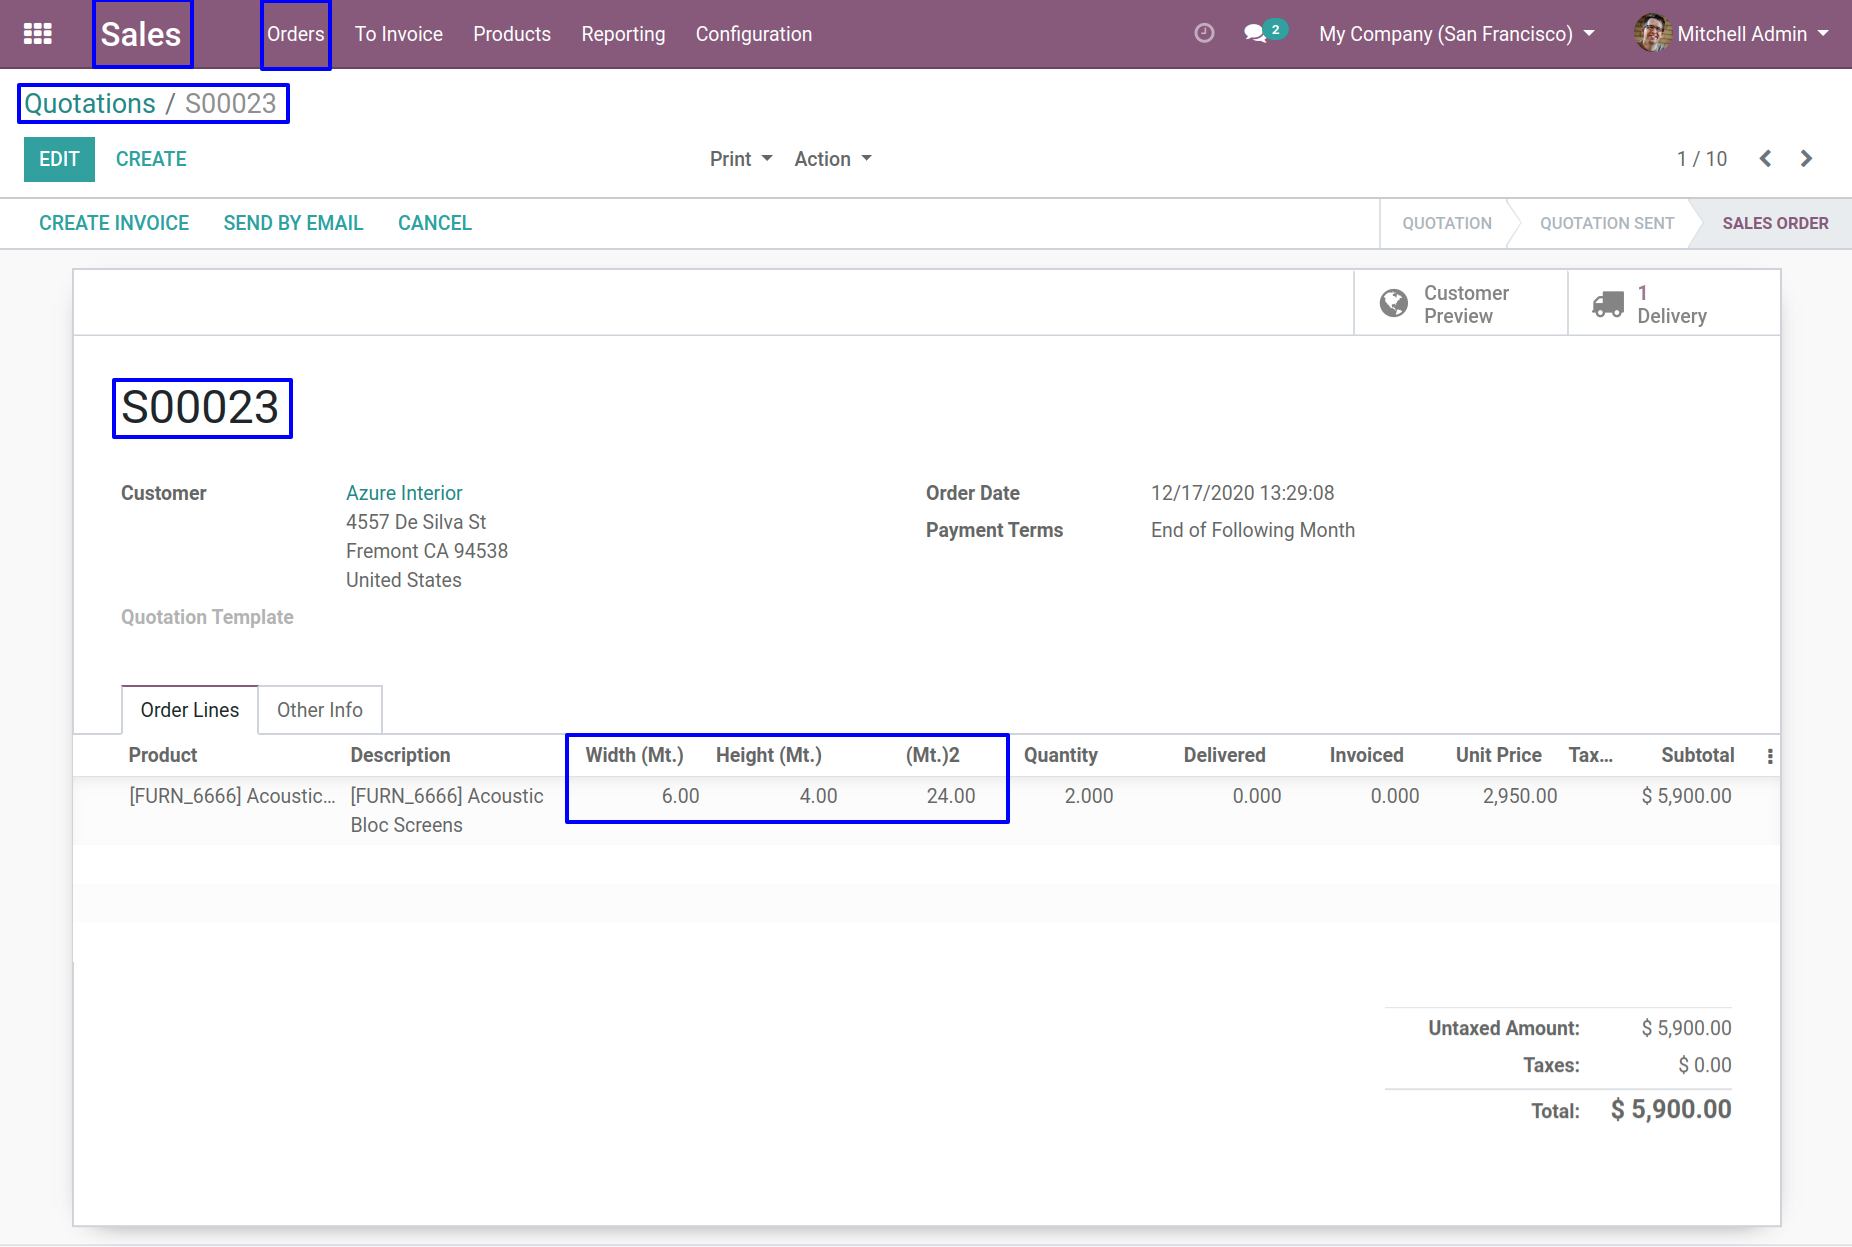 Sales Orders To Invoice Products Reporting Configuration 2 My Company (San Francisco) Mitchell Admin
Quotations / S00023
EDIT CREATE Print Action 1 / 10
CREATE INVOICE SEND BY EMAIL CANCEL QUOTATION QUOTATION SENT SALES ORDER
Customer Preview
1 Delivery
S00023
Customer Azure Interior Order Date 12/17/2020 13:29:08
4557 De Silva St Payment Terms End of Following Month
Fremont CA 94538
United States
Quotation Template
Order Lines Other Info
Product Description Width (Mt.) Height (Mt.) (Mt.)2 Quantity Delivered Invoiced Unit Price Tax... Subtotal
[FURN_6666] Acoustic... [FURN_6666] Acoustic 6.00 4.00 24.00 2.000 0.000 0.000 2,950.00 $ 5,900.00
Bloc Screens
Untaxed Amount: $ 5,900.00
Taxes: $ 0.00
Total: $ 5,900.00